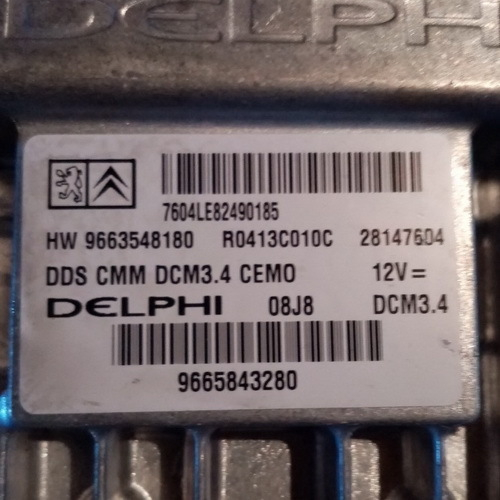 DELPHI
7604LE82490185
HW 9663548180 R0413C010C 28147604
DDS CMM DCM3.4 CEMO 12V=
DELPHI 08J8 DCM3.4
9665843280